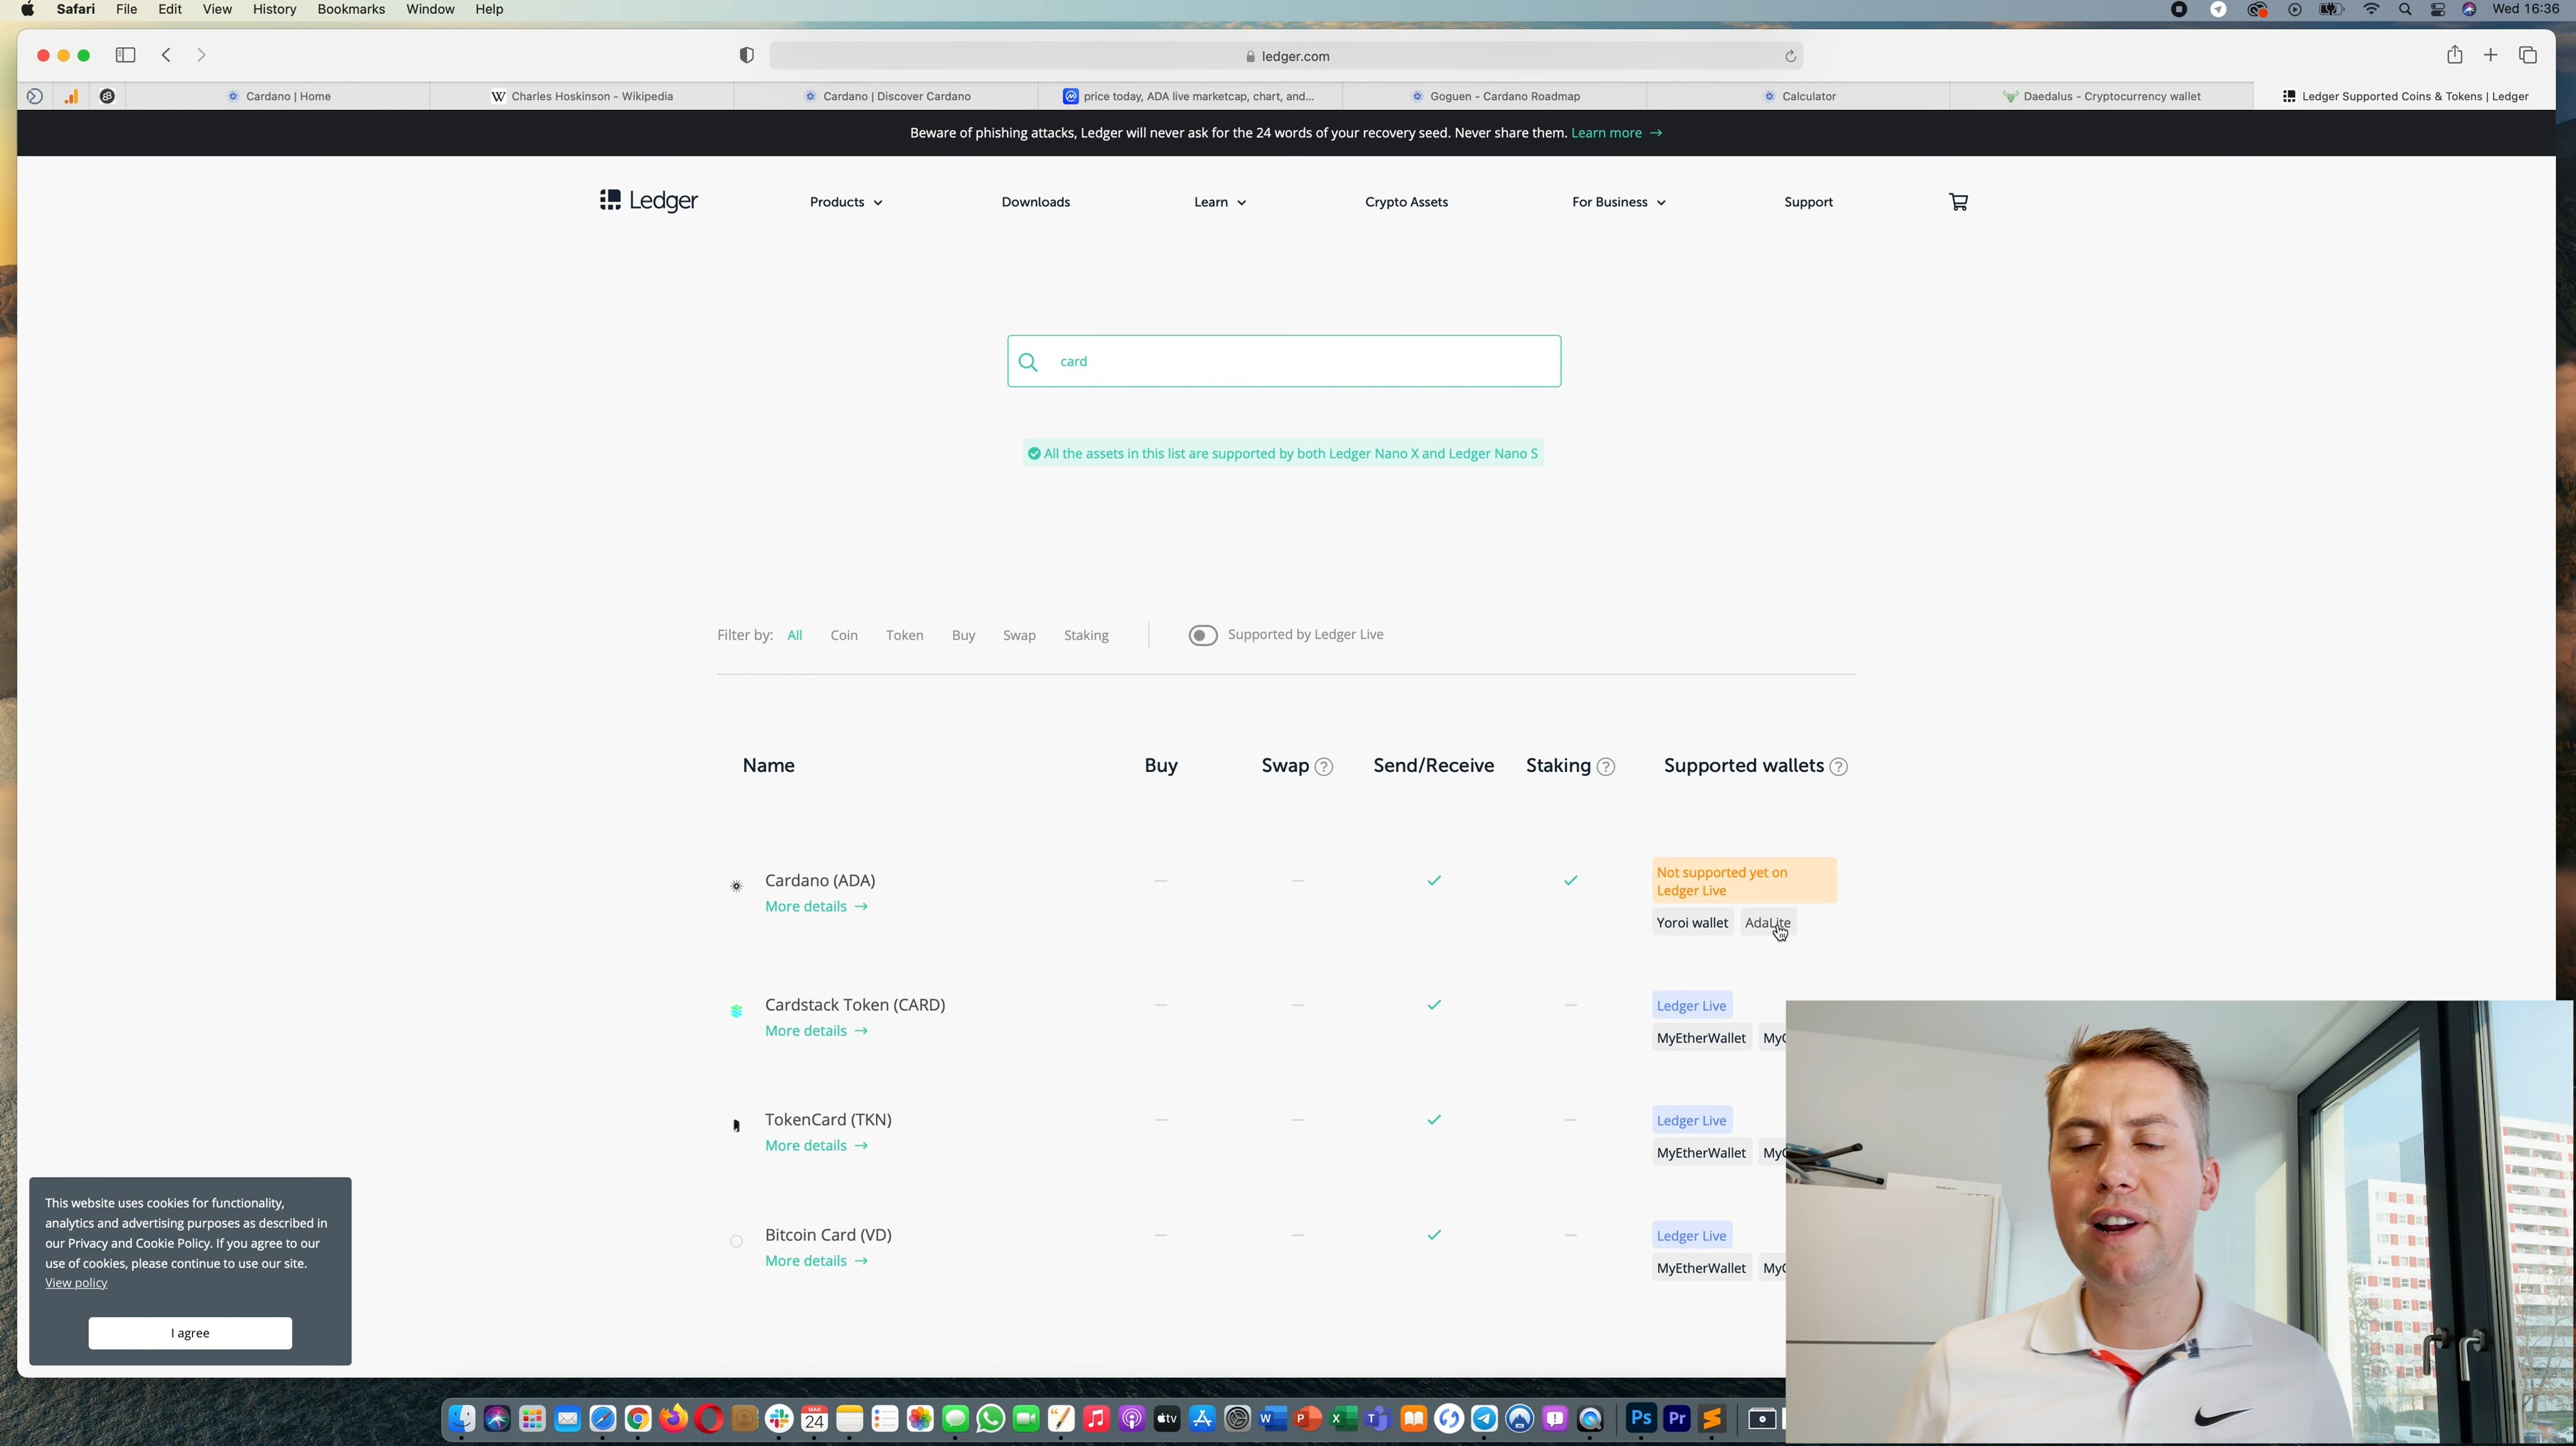 Safari File Edit View History Bookmarks Window Help Wed 16:36
ledger.com
Cardano | Home
W Charles Hoskinson - Wikipedia
Cardano | Discover Cardano
price today, ADA live marketcap, chart, and...
Goguen - Cardano Roadmap
Calculator
Daedalus - Cryptocurrency wallet
Ledger Supported Coins & Tokens | Ledger
Beware of phishing attacks, Ledger will never ask for the 24 words of your recovery seed. Never share them. Learn more →
Ledger
Products
Downloads
Learn
Crypto Assets
For Business
Support
card
All the assets in this list are supported by both Ledger Nano X and Ledger Nano S
Filter by: All Coin Token Buy Swap Staking Supported by Ledger Live
Name Buy Swap ? Send/Receive Staking ? Supported wallets ?
Cardano (ADA)
More details →
Not supported yet on
Ledger Live
Yoroi wallet AdaLite
Cardstack Token (CARD)
More details →
Ledger Live
MyEtherWallet
TokenCard (TKN)
More details →
Ledger Live
MyEtherWallet
Bitcoin Card (VD)
More details →
Ledger Live
MyEtherWallet
This website uses cookies for functionality,
analytics and advertising purposes as described in
our Privacy and Cookie Policy. If you agree to our
use of cookies, please continue to use our site.
View policy
I agree
MAR
24
tv
W
P
X
T
Ps
Pr